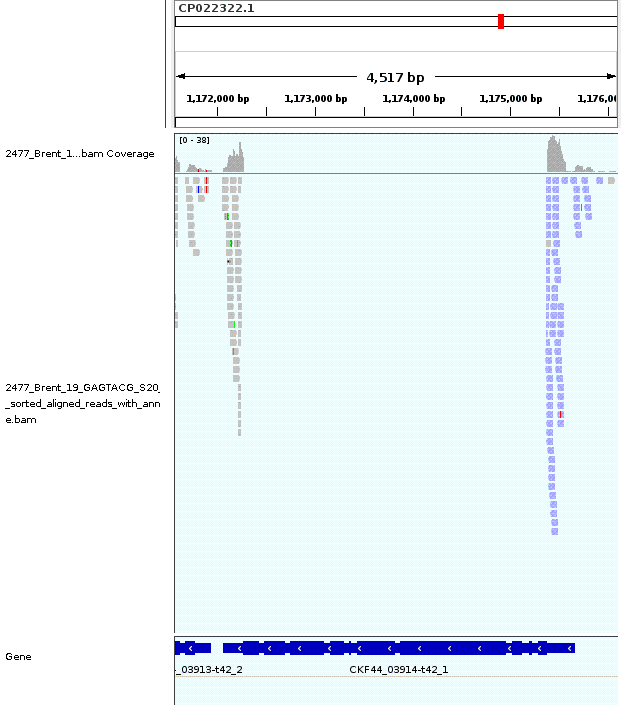 CP022322.1
4,517 bp
1,172,000 bp 1,173,000 bp 1,174,000 bp 1,175,000 bp 1,176,0
[0 - 38]
2477_Brent_1...bam Coverage
2477_Brent_19_GAGTACG_S20_
_sorted_aligned_reads_with_ann
e.bam
Gene
_03913-t42_2 CKF44_03914-t42_1